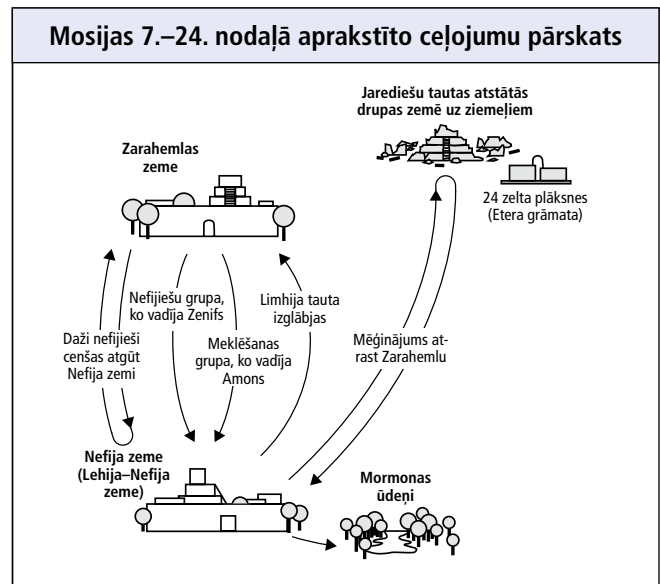 Mosijas 7.–24. nodaļā aprakstīto ceļojumu pārskats
Jarediešu tautas atstātās
drupas zemē uz ziemeļiem
Zarahemlas
zeme
24 zelta plāksnes
(Etera grāmata)
Nefijiešu grupa,
ko vadīja Zenifs
Limhija tauta
izglābjas
Daži nefijieši
cenšas atgūt
Nefija zemi
Meklēšanas
grupa, ko vadīja
Amons
Mēģinājums at-
rast Zarahemlu
Nefija zeme
(Lehija–Nefija
zeme)
Mormonas
ūdeņi